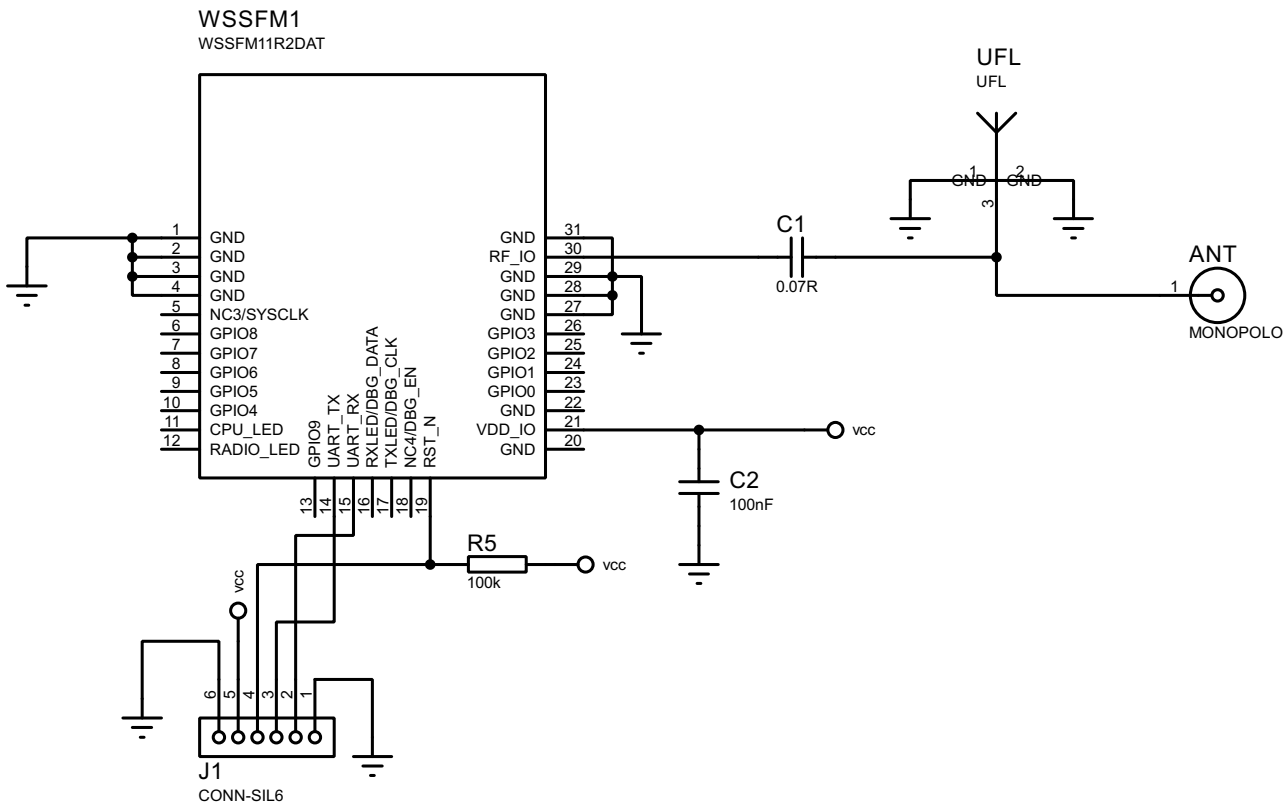 WSSFM1
WSSFM11R2DAT
UFL
UFL
1
2
GND
GND
3
C1
0.07R
ANT
1
MONOPOLO
1 GND
2 GND
3 GND
4 GND
5 NC3/SYSCLK
6 GPIO8
7 GPIO7
8 GPIO6
9 GPIO5
10 GPIO4
11 CPU_LED
12 RADIO_LED
GND 31
RF_IO 30
GND 29
GND 28
GND 27
GPIO3 26
GPIO2 25
GPIO1 24
GPIO0 23
GND 22
VDD_IO 21
GND 20
GPIO9 13
UART_TX 14
UART_RX 15
RXLED/DBG_DATA 16
TXLED/DBG_CLK 17
NC4/DBG_EN 18
RST_N 19
vcc
C2
100nF
R5
100k
vcc
vcc
6
5
4
3
2
1
J1
CONN-SIL6